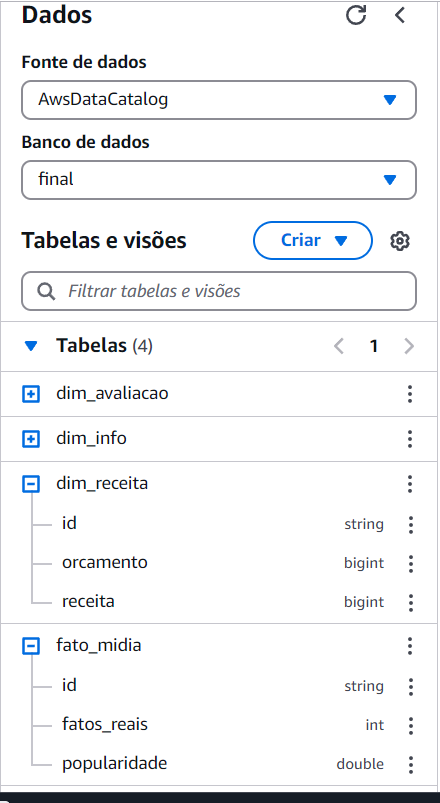 Dados
Fonte de dados
AwsDataCatalog
Banco de dados
final
Tabelas e visões
Criar
Filtrar tabelas e visões
Tabelas (4)
1
dim_avaliacao
dim_info
dim_receita
id string
orcamento bigint
receita bigint
fato_midia
id string
fatos_reais int
popularidade double